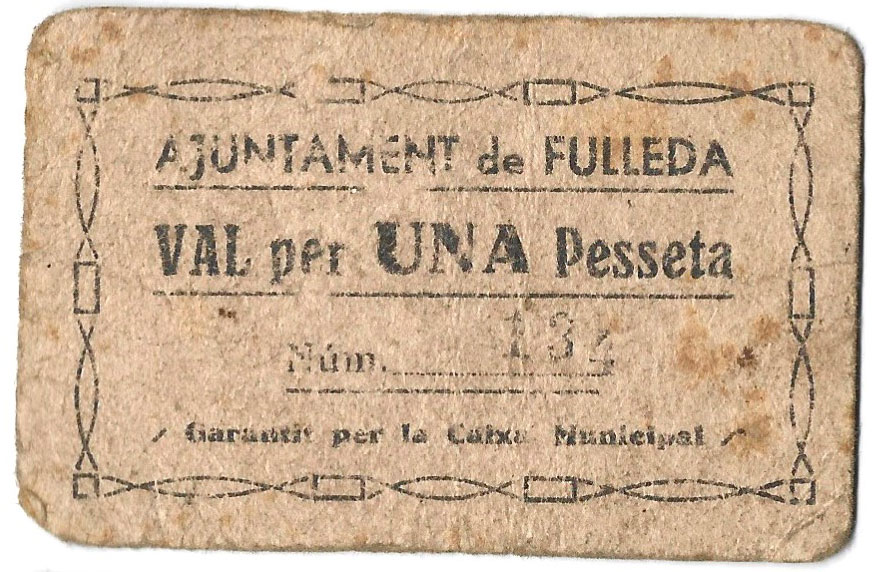 AJUNTAMENT de FULLEDA
VAL per UNA Pesseta
Núm. 134
Garantit per la Caixa Municipal